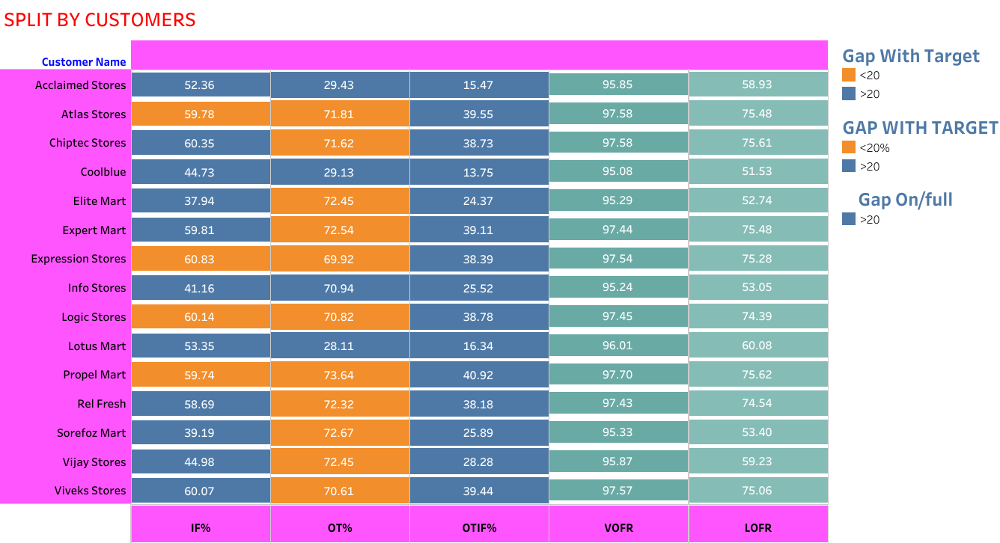 SPLIT BY CUSTOMERS
Customer Name
Acclaimed Stores 52.36 29.43 15.47 95.85 58.93
Atlas Stores 59.78 71.81 39.55 97.58 75.48
Chiptec Stores 60.35 71.62 38.73 97.58 75.61
Coolblue 44.73 29.13 13.75 95.08 51.53
Elite Mart 37.94 72.45 24.37 95.29 52.74
Expert Mart 59.81 72.54 39.11 97.44 75.48
Expression Stores 60.83 69.92 38.39 97.54 75.28
Info Stores 41.16 70.94 25.52 95.24 53.05
Logic Stores 60.14 70.82 38.78 97.45 74.39
Lotus Mart 53.35 28.11 16.34 96.01 60.08
Propel Mart 59.74 73.64 40.92 97.70 75.62
Rel Fresh 58.69 72.32 38.18 97.43 74.54
Sorefoz Mart 39.19 72.67 25.89 95.33 53.40
Vijay Stores 44.98 72.45 28.28 95.87 59.23
Viveks Stores 60.07 70.61 39.44 97.57 75.06
IF% OT% OTIF% VOFR LOFR
Gap With Target
<20
>20
GAP WITH TARGET
<20%
>20
Gap On/full
>20